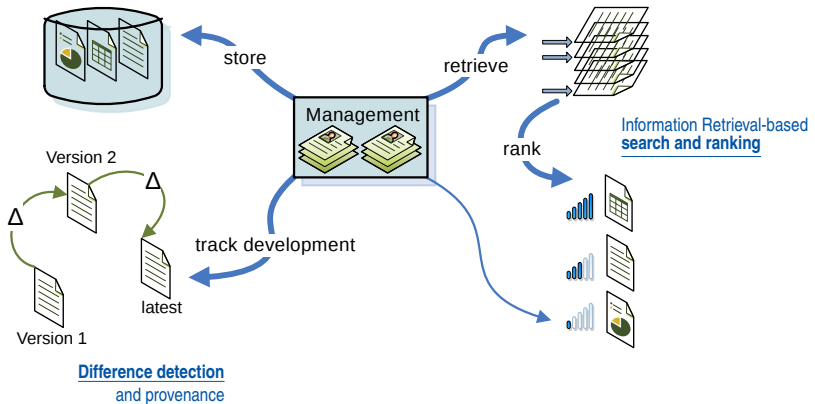 store
retrieve
Management
Information Retrieval-based
search and ranking
rank
Version 2
Δ
Δ
track development
latest
Version 1
Difference detection
and provenance